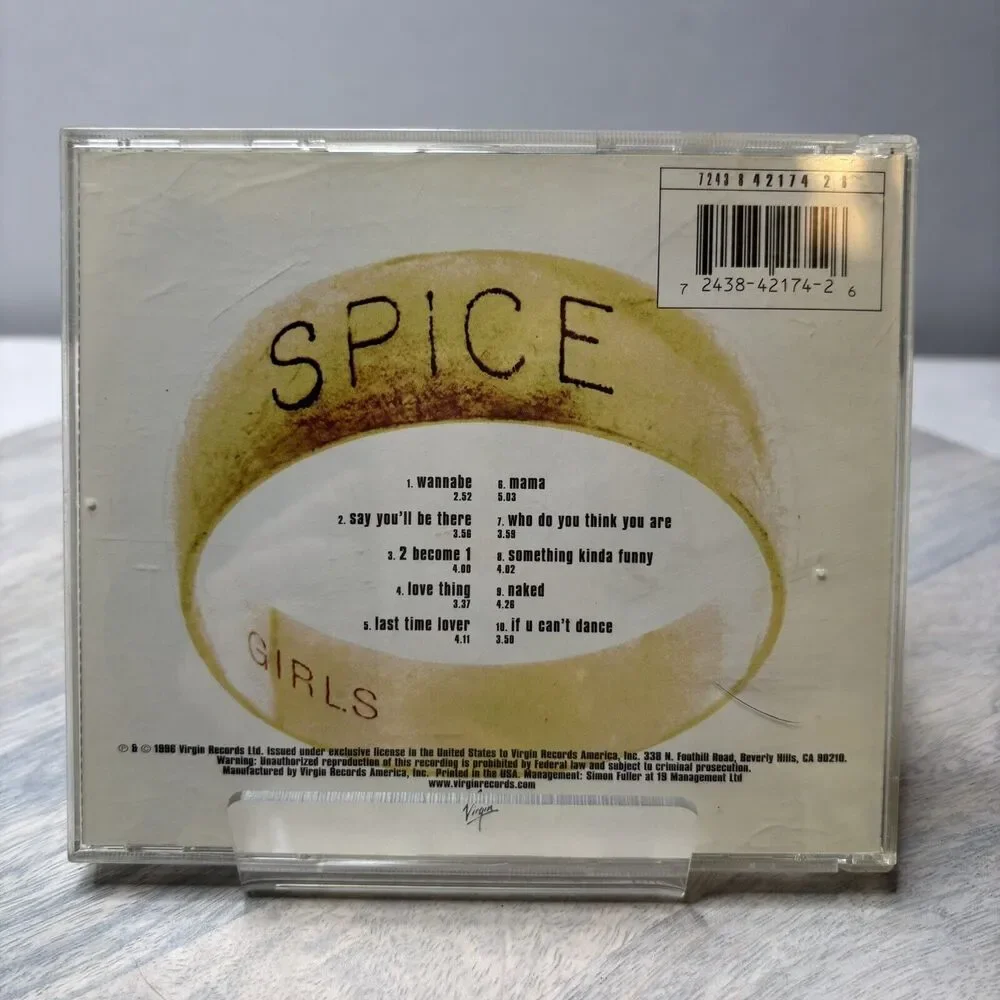 7243 8 42174 2 6
7 2438-42174-2 6
SPiCE
1. wannabe
2.52
2. say you'll be there
3.56
3. 2 become 1
4.00
4. love thing
3.37
5. last time lover
4.11
6. mama
5.03
7. who do you think you are
3.59
8. something kinda funny
4.02
9. naked
4.26
10. if u can't dance
3.50
GIRLS
℗ & © 1996 Virgin Records Ltd. Issued under exclusive license in the United States to Virgin Records America, Inc. 338 N. Foothill Road, Beverly Hills, CA 90210.
Warning: Unauthorized reproduction of this recording is prohibited by Federal law and subject to criminal prosecution.
Manufactured by Virgin Records America, Inc. Printed in the USA. Management: Simon Fuller at 19 Management Ltd
www.virginrecords.com
Virgin